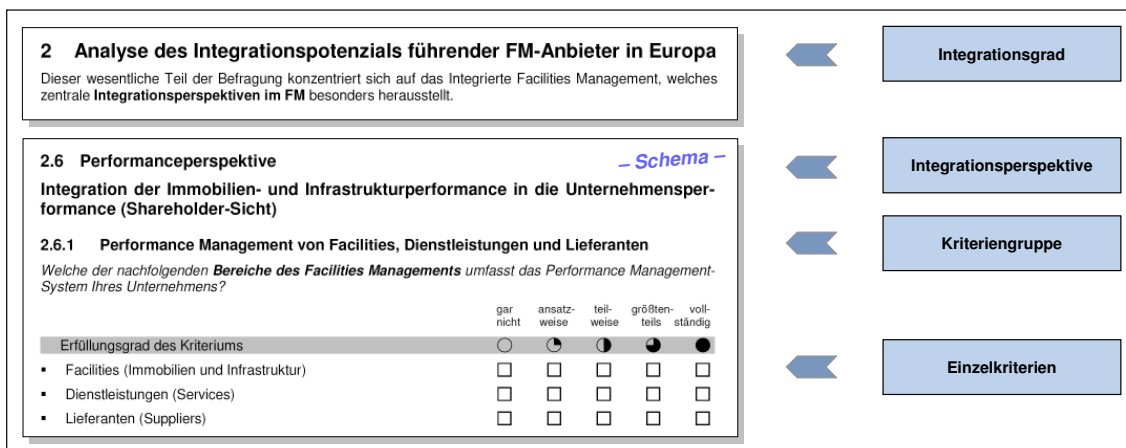 2 Analyse des Integrationspotenzials führender FM-Anbieter in Europa
Dieser wesentliche Teil der Befragung konzentriert sich auf das Integrierte Facilities Management, welches
zentrale Integrationsperspektiven im FM besonders herausstellt.
Integrationsgrad
2.6 Performanceperspektive
– Schema –
Integration der Immobilien- und Infrastrukturperformance in die Unternehmensper-
formance (Shareholder-Sicht)
Integrationsperspektive
2.6.1 Performance Management von Facilities, Dienstleistungen und Lieferanten
Welche der nachfolgenden Bereiche des Facilities Managements umfasst das Performance Management-
System Ihres Unternehmens?
Kriteriengruppe
gar ansatz- teil- größten- voll-
nicht weise weise teils ständig
Erfüllungsgrad des Kriteriums
▪ Facilities (Immobilien und Infrastruktur)
▪ Dienstleistungen (Services)
▪ Lieferanten (Suppliers)
Einzelkriterien